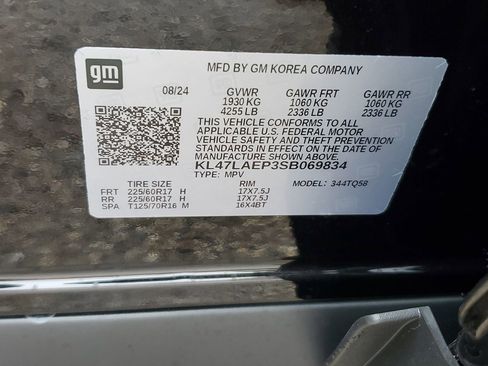 gm
MFD BY GM KOREA COMPANY
08/24 GVWR GAWR FRT GAWR RR
1930 KG 1060 KG 1060 KG
4255 LB 2336 LB 2336 LB
THIS VEHICLE CONFORMS TO ALL
APPLICABLE U.S. FEDERAL MOTOR
VEHICLE SAFETY AND THEFT PREVENTION
STANDARDS IN EFFECT ON THE
DATE OF MANUFACTURE SHOWN ABOVE.
KL47LAEP3SB069834
TYPE: MPV
TIRE SIZE RIM MODEL: 344TQ58
FRT 225/60R17 H 17X7.5J
RR 225/60R17 H 17X7.5J
SPA T125/70R16 M 16X4BT